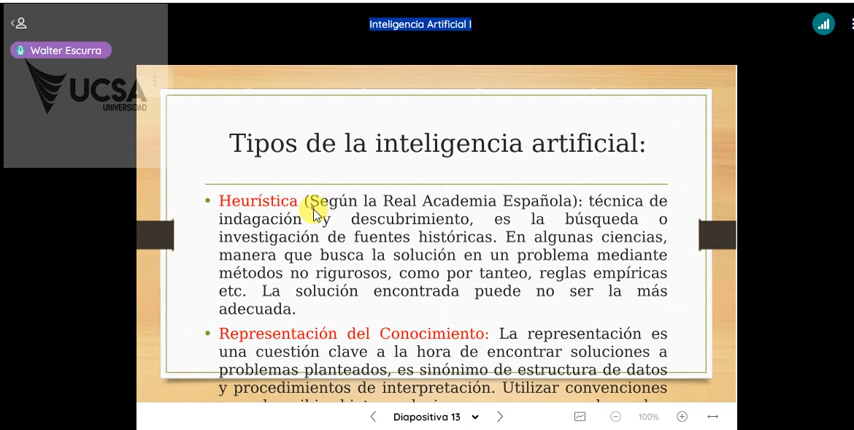 Inteligencia Artificial I
Walter Escurra
UCSA
UNIVERSIDAD
Tipos de la inteligencia artificial:
• Heurística (Según la Real Academia Española): técnica de
indagación y descubrimiento, es la búsqueda o
investigación de fuentes históricas. En algunas ciencias,
manera que busca la solución en un problema mediante
métodos no rigurosos, como por tanteo, reglas empíricas
etc. La solución encontrada puede no ser la más
adecuada.
• Representación del Conocimiento: La representación es
una cuestión clave a la hora de encontrar soluciones a
problemas planteados, es sinónimo de estructura de datos
y procedimientos de interpretación. Utilizar convenciones
Diapositiva 13
100%